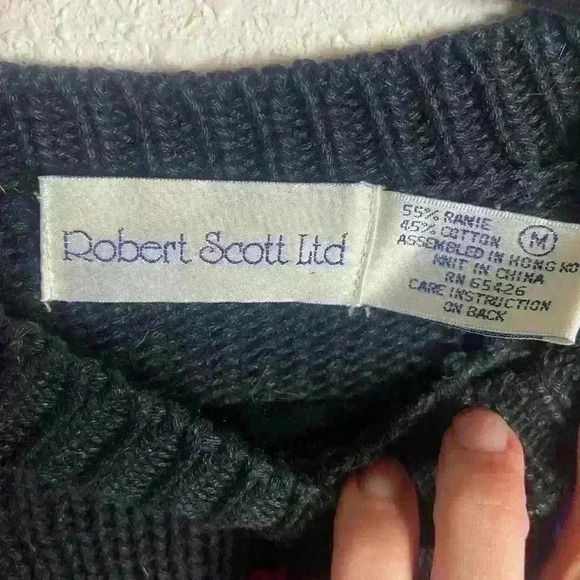 Robert Scott Ltd
55% RAMIE
45% COTTON
M
ASSEMBLED IN HONG KO
KNIT IN CHINA
RN 65426
CARE INSTRUCTION
ON BACK